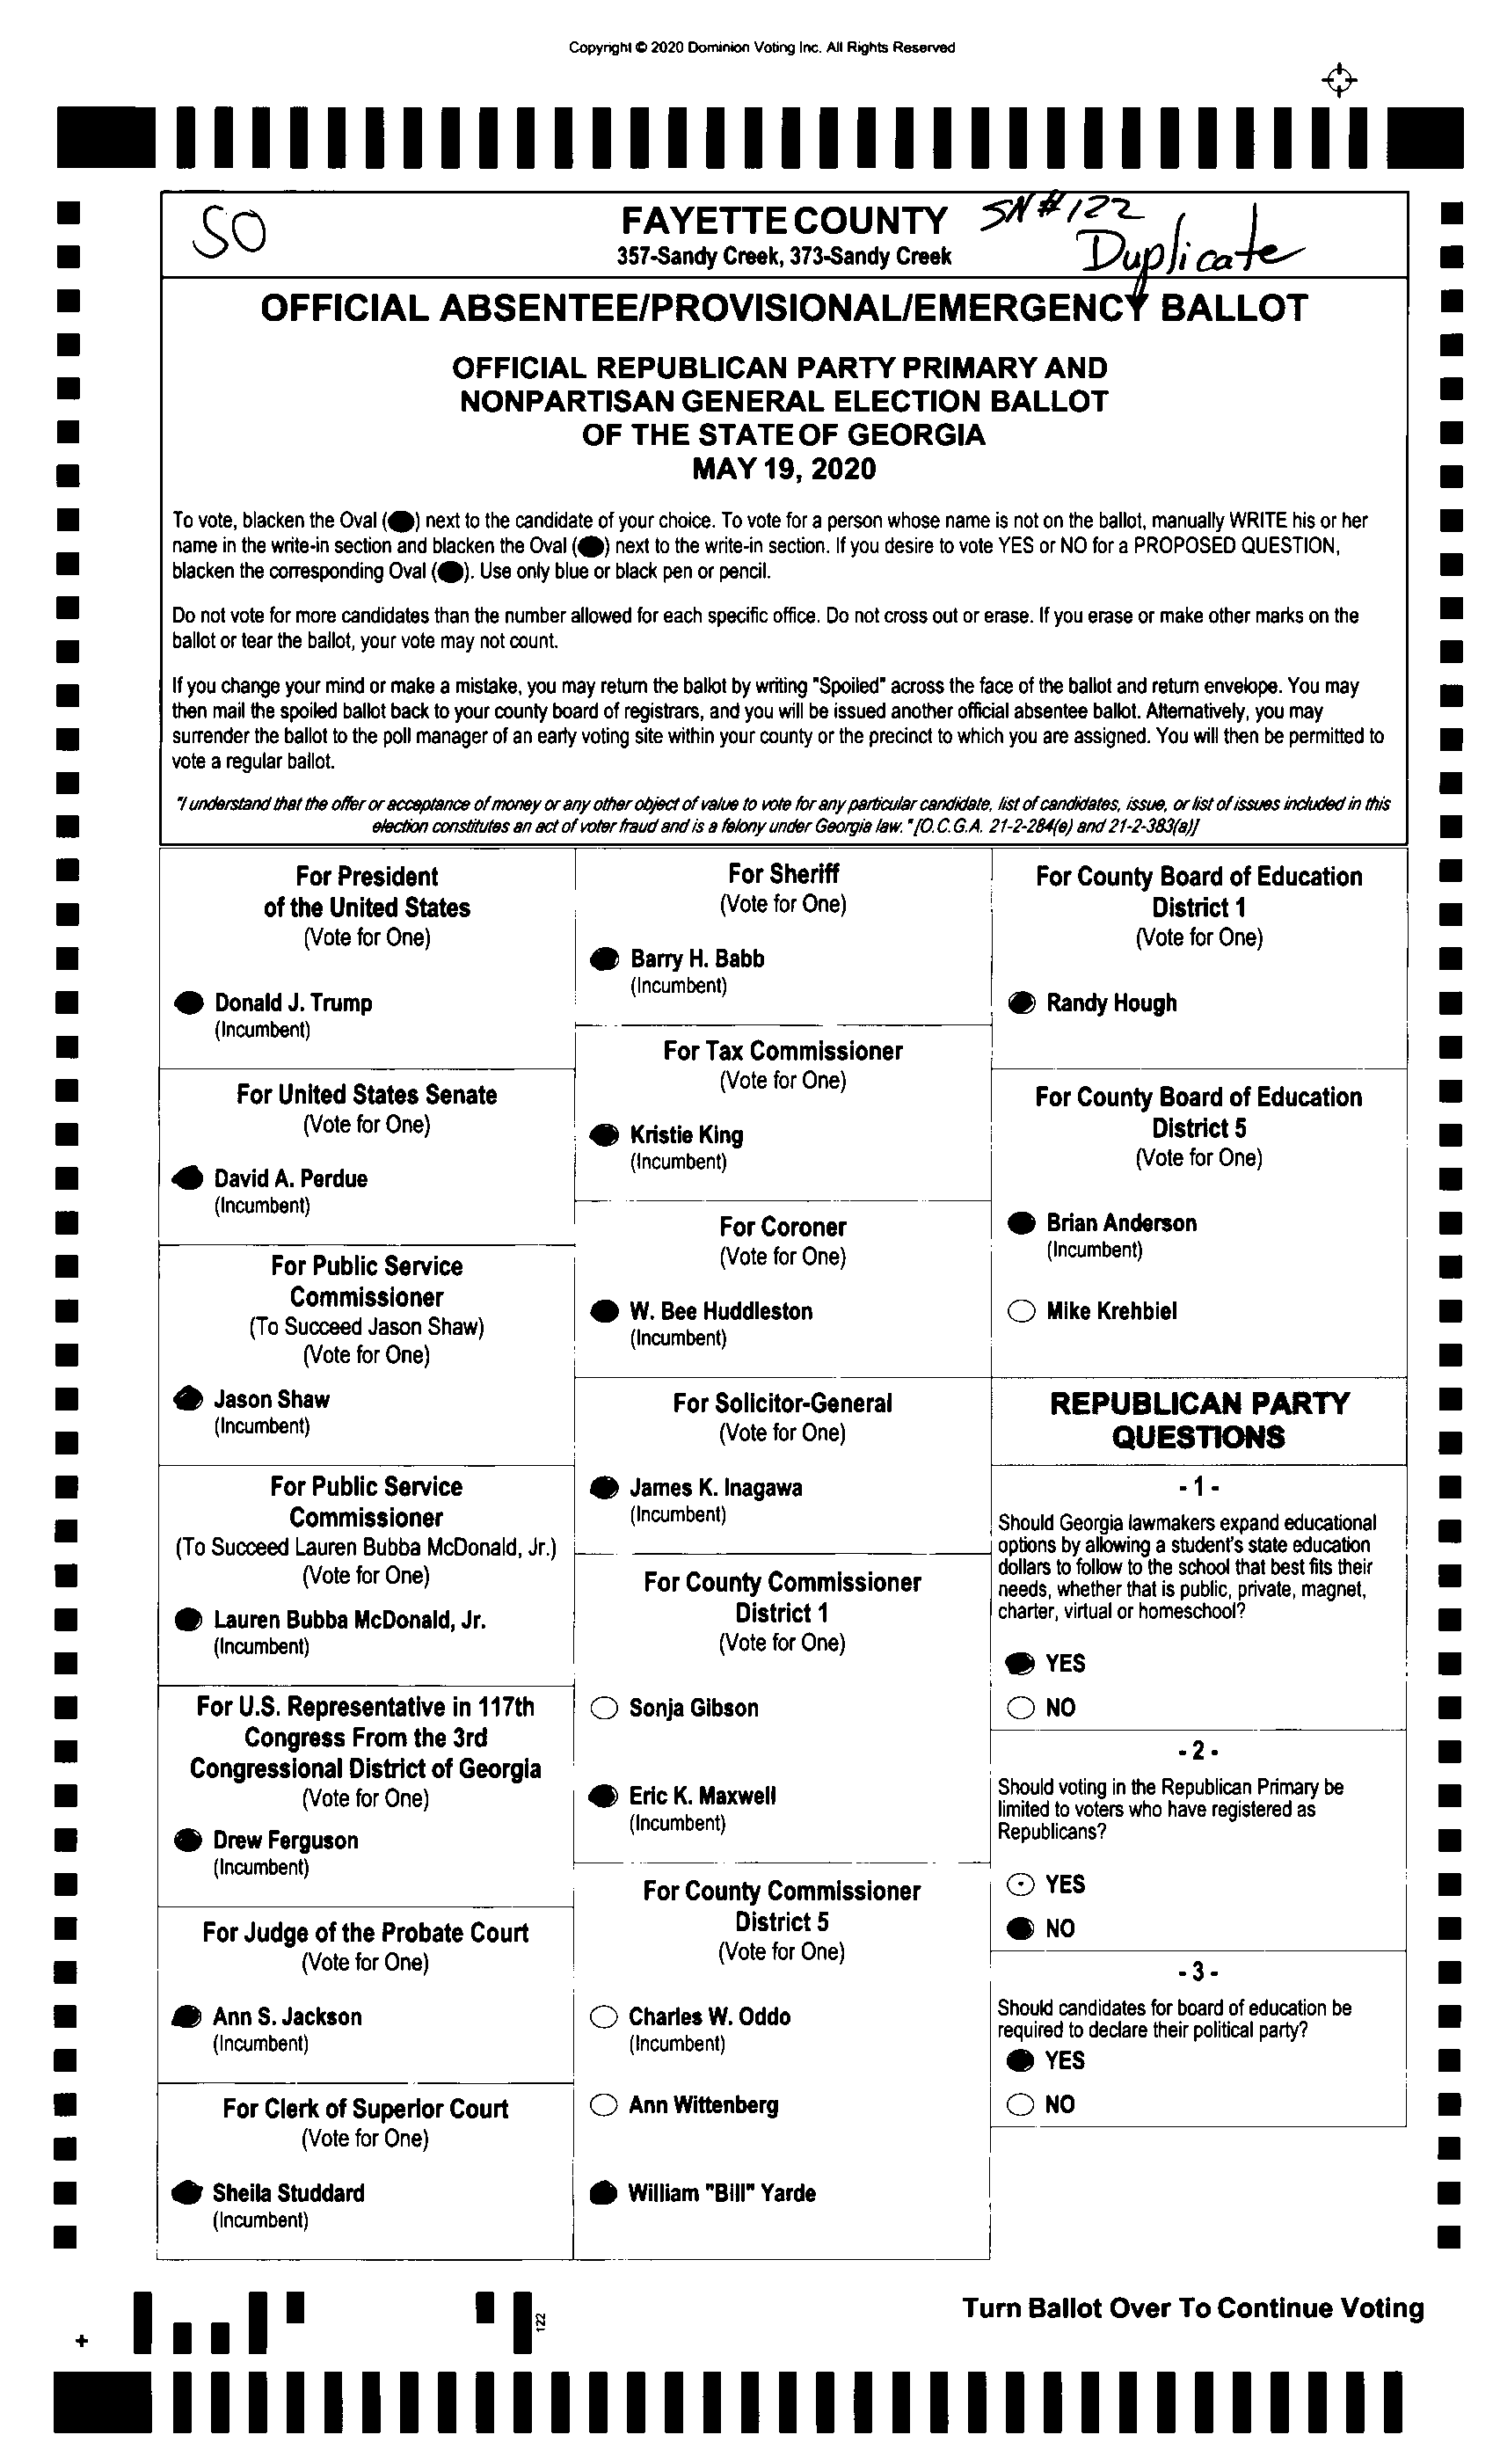 Copyright © 2020 Dominion Voting Inc. All Rights Reserved
SO
FAYETTE COUNTY
SN #122
357-Sandy Creek, 373-Sandy Creek
Duplicate
OFFICIAL ABSENTEE/PROVISIONAL/EMERGENCY BALLOT
OFFICIAL REPUBLICAN PARTY PRIMARY AND
NONPARTISAN GENERAL ELECTION BALLOT
OF THE STATE OF GEORGIA
MAY 19, 2020
To vote, blacken the Oval ( ) next to the candidate of your choice. To vote for a person whose name is not on the ballot, manually WRITE his or her
name in the write-in section and blacken the Oval ( ) next to the write-in section. If you desire to vote YES or NO for a PROPOSED QUESTION,
blacken the corresponding Oval ( ). Use only blue or black pen or pencil.
Do not vote for more candidates than the number allowed for each specific office. Do not cross out or erase. If you erase or make other marks on the
ballot or tear the ballot, your vote may not count.
If you change your mind or make a mistake, you may return the ballot by writing "Spoiled" across the face of the ballot and return envelope. You may
then mail the spoiled ballot back to your county board of registrars, and you will be issued another official absentee ballot. Alternatively, you may
surrender the ballot to the poll manager of an early voting site within your county or the precinct to which you are assigned. You will then be permitted to
vote a regular ballot.
"I understand that the offer or acceptance of money or any other object of value to vote for any particular candidate, list of candidates, issue, or list of issues included in this
election constitutes an act of voter fraud and is a felony under Georgia law." [O.C.G.A. 21-2-284(e) and 21-2-383(a)]
For President
of the United States
(Vote for One)
Donald J. Trump
(Incumbent)
For United States Senate
(Vote for One)
David A. Perdue
(Incumbent)
For Public Service
Commissioner
(To Succeed Jason Shaw)
(Vote for One)
Jason Shaw
(Incumbent)
For Public Service
Commissioner
(To Succeed Lauren Bubba McDonald, Jr.)
(Vote for One)
Lauren Bubba McDonald, Jr.
(Incumbent)
For U.S. Representative in 117th
Congress From the 3rd
Congressional District of Georgia
(Vote for One)
Drew Ferguson
(Incumbent)
For Judge of the Probate Court
(Vote for One)
Ann S. Jackson
(Incumbent)
For Clerk of Superior Court
(Vote for One)
Sheila Studdard
(Incumbent)
For Sheriff
(Vote for One)
Barry H. Babb
(Incumbent)
For Tax Commissioner
(Vote for One)
Kristie King
(Incumbent)
For Coroner
(Vote for One)
W. Bee Huddleston
(Incumbent)
For Solicitor-General
(Vote for One)
James K. Inagawa
(Incumbent)
For County Commissioner
District 1
(Vote for One)
Sonja Gibson
Eric K. Maxwell
(Incumbent)
For County Commissioner
District 5
(Vote for One)
Charles W. Oddo
(Incumbent)
Ann Wittenberg
William "Bill" Yarde
For County Board of Education
District 1
(Vote for One)
Randy Hough
For County Board of Education
District 5
(Vote for One)
Brian Anderson
(Incumbent)
Mike Krehbiel
REPUBLICAN PARTY
QUESTIONS
- 1 -
Should Georgia lawmakers expand educational
options by allowing a student's state education
dollars to follow to the school that best fits their
needs, whether that is public, private, magnet,
charter, virtual or homeschool?
YES
NO
- 2 -
Should voting in the Republican Primary be
limited to voters who have registered as
Republicans?
YES
NO
- 3 -
Should candidates for board of education be
required to declare their political party?
YES
NO
122
Turn Ballot Over To Continue Voting